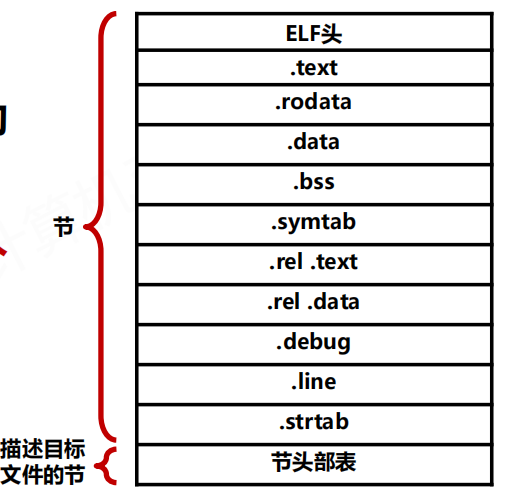 ELF头
.text
.rodata
.data
.bss
.symtab
.rel .text
.rel .data
.debug
.line
.strtab
节头部表
节
描述目标
文件的节